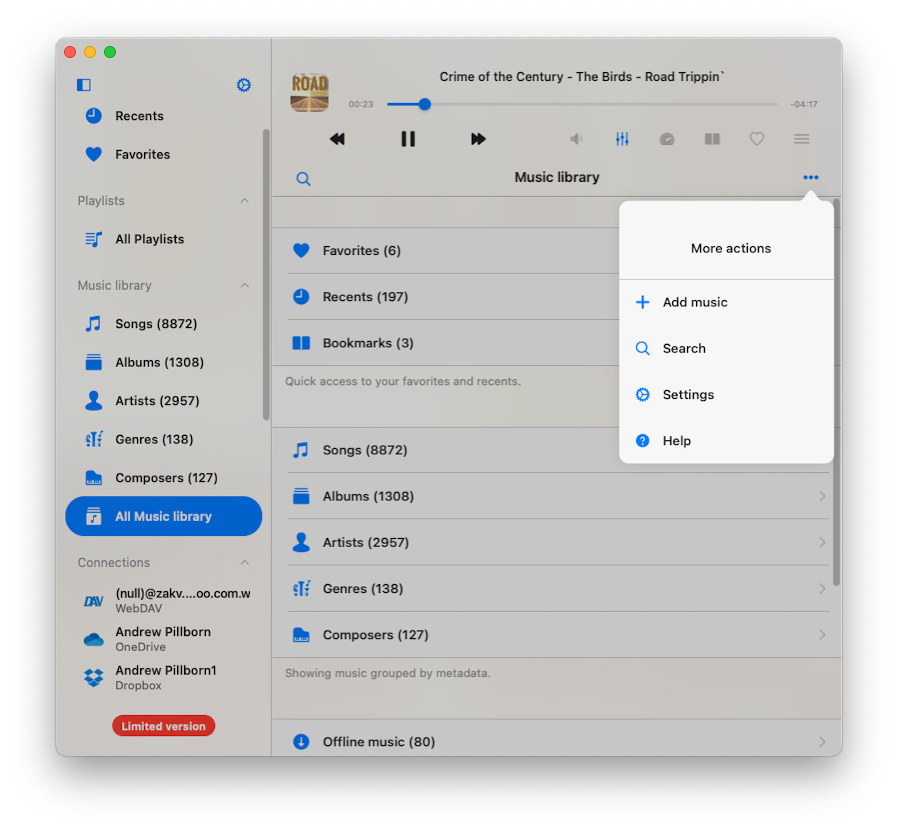 Recents
Favorites
Playlists
All Playlists
Music library
Songs (8872)
Albums (1308)
Artists (2957)
Genres (138)
Composers (127)
All Music library
Connections
DAV
(null)@zakv....oo.com.w
WebDAV
Andrew Pillborn
OneDrive
Andrew Pillborn1
Dropbox
Limited version
ROAD
Crime of the Century - The Birds - Road Trippin`
00:23
-04:17
Music library
Favorites (6)
Recents (197)
Bookmarks (3)
Quick access to your favorites and recents.
Songs (8872)
Albums (1308)
Artists (2957)
Genres (138)
Composers (127)
Showing music grouped by metadata.
Offline music (80)
More actions
Add music
Search
Settings
Help